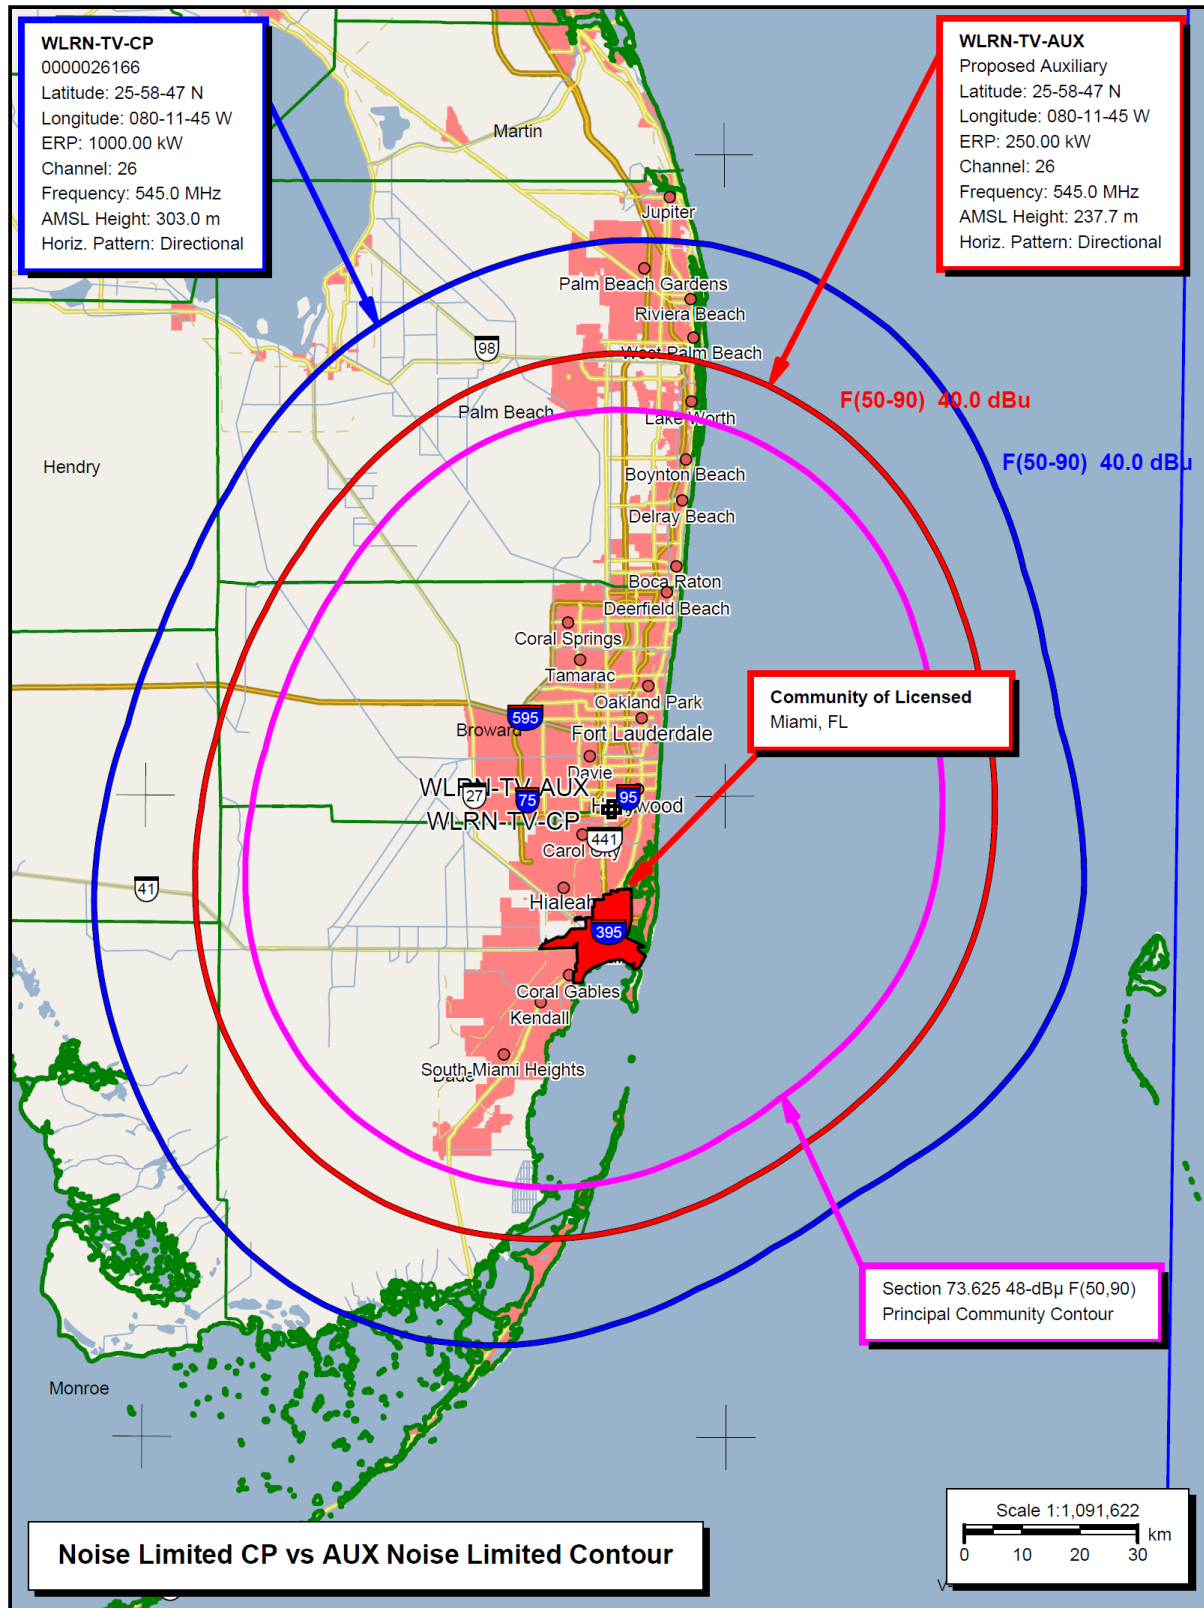 WLRN-TV-CP
0000026166
Latitude: 25-58-47 N
Longitude: 080-11-45 W
ERP: 1000.00 kW
Channel: 26
Frequency: 545.0 MHz
AMSL Height: 303.0 m
Horiz. Pattern: Directional
WLRN-TV-AUX
Proposed Auxiliary
Latitude: 25-58-47 N
Longitude: 080-11-45 W
ERP: 250.00 kW
Channel: 26
Frequency: 545.0 MHz
AMSL Height: 237.7 m
Horiz. Pattern: Directional
Martin
Jupiter
Palm Beach Gardens
Riviera Beach
98
West Palm Beach
F(50-90) 40.0 dBu
Palm Beach
Lake Worth
Hendry
F(50-90) 40.0 dBu
Boynton Beach
Delray Beach
Boca Raton
Deerfield Beach
Coral Springs
Tamarac
Oakland Park
Community of Licensed
Miami, FL
595
Broward
Fort Lauderdale
Davie
WLRN-TV-AUX
27
75
95
Hollywood
WLRN-TV-CP
441
Carol City
41
Hialeah
395
Coral Gables
Kendall
South Miami Heights
Dade
Section 73.625 48-dBµ F(50,90)
Principal Community Contour
Monroe
Scale 1:1,091,622
km
0 10 20 30
Noise Limited CP vs AUX Noise Limited Contour